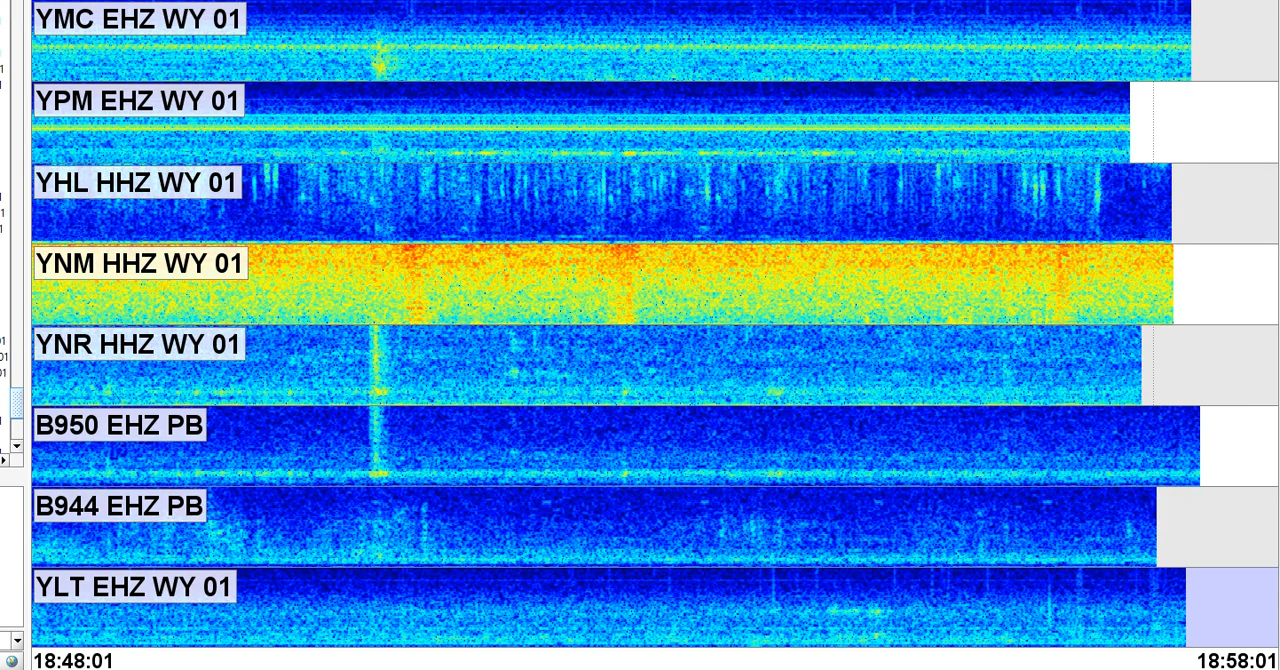 YMC EHZ WY 01
YPM EHZ WY 01
YHL HHZ WY 01
YNM HHZ WY 01
YNR HHZ WY 01
B950 EHZ PB
B944 EHZ PB
YLT EHZ WY 01
18:48:01 18:58:01